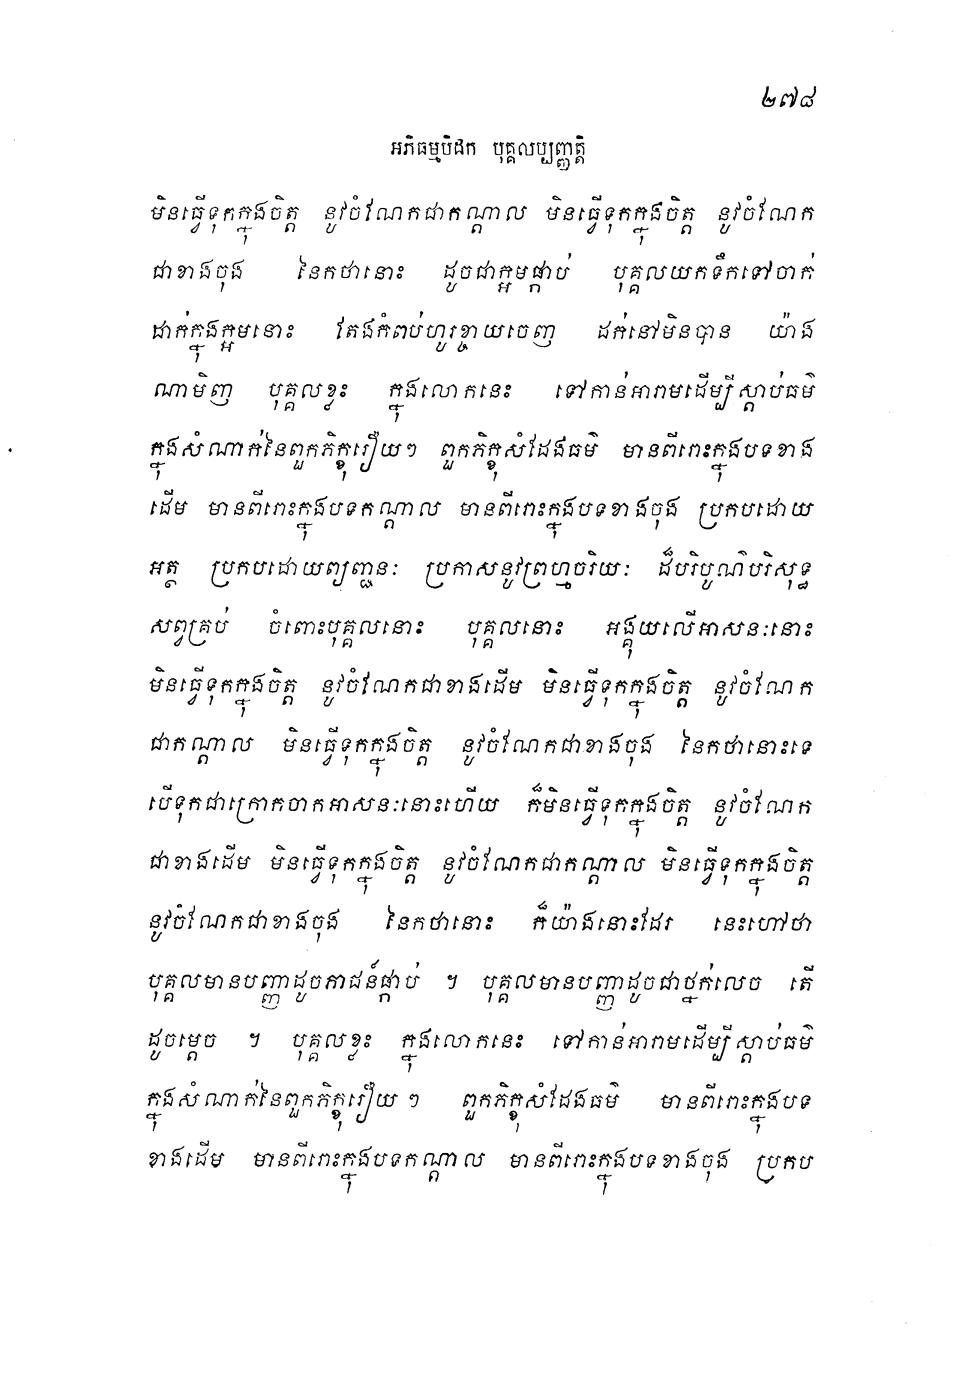 ២៧៨
អភិធម្មបិដក បុគ្គលប្បញ្ញត្តិ
មិនធ្វើទុកក្នុងចិត្ត នូវចំណែកជាកណ្តាល មិនធ្វើទុកក្នុងចិត្ត នូវចំណែក
ជាខាងចុង នៃកថានោះ ដូចជាក្អមផ្កាប់ បុគ្គលយកទឹកទៅចាក់
ដាក់ក្នុងក្អមនោះ តែងកំពប់ហូរខ្ចាយចេញ ដក់នៅមិនបាន យ៉ាង
ណាមិញ បុគ្គលខ្លះ ក្នុងលោកនេះ ទៅកាន់អារាមដើម្បីស្តាប់ធម៌
ក្នុងសំណាក់នៃពួកភិក្ខុរឿយៗ ពួកភិក្ខុសំដែងធម៌ មានពីរោះក្នុងបទខាង
ដើម មានពីរោះក្នុងបទកណ្តាល មានពីរោះក្នុងបទខាងចុង ប្រកបដោយ
អត្ថ ប្រកបដោយព្យញ្ជនៈ ប្រកាសនូវព្រហ្មចរិយៈ ដ៏បរិបូណ៌បរិសុទ្ធ
សព្វគ្រប់ ចំពោះបុគ្គលនោះ បុគ្គលនោះ អង្គុយលើអាសនៈនោះ
មិនធ្វើទុកក្នុងចិត្ត នូវចំណែកជាខាងដើម មិនធ្វើទុកក្នុងចិត្ត នូវចំណែក
ជាកណ្តាល មិនធ្វើទុកក្នុងចិត្ត នូវចំណែកជាខាងចុង នៃកថានោះទេ
បើទុកជាក្រោកចាកអាសនៈនោះហើយ ក៏មិនធ្វើទុកក្នុងចិត្ត នូវចំណែក
ជាខាងដើម មិនធ្វើទុកក្នុងចិត្ត នូវចំណែកជាកណ្តាល មិនធ្វើទុកក្នុងចិត្ត
នូវចំណែកជាខាងចុង នៃកថានោះ ក៏យ៉ាងនោះដែរ នេះហៅថា
បុគ្គលមានបញ្ញាដូចភាជន៍ផ្កាប់ ។ បុគ្គលមានបញ្ញាដូចជាថ្នក់លេច តើ
ដូចម្តេច ។ បុគ្គលខ្លះ ក្នុងលោកនេះ ទៅកាន់អារាមដើម្បីស្តាប់ធម៌
ក្នុងសំណាក់នៃពួកភិក្ខុរឿយៗ ពួកភិក្ខុសំដែងធម៌ មានពីរោះក្នុងបទ
ខាងដើម មានពីរោះក្នុងបទកណ្តាល មានពីរោះក្នុងបទខាងចុង ប្រកប